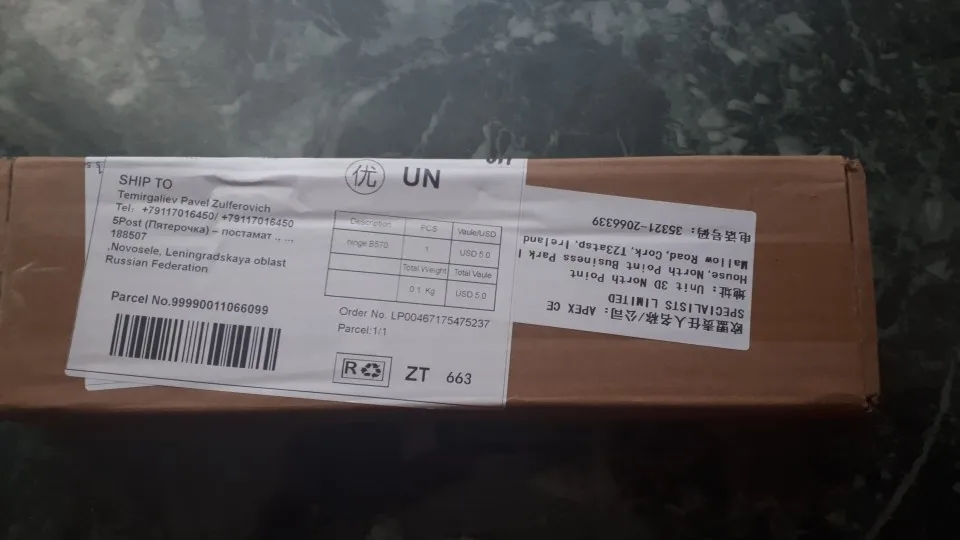 SHIP TO
Temirgaliev Pavel Zulferovich
Tel: +79117016450/ +79117016450
5Post (Пятерочка) – постамат .. ...
188507
,Novosele, Leningradskaya oblast
Russian Federation
Parcel No.99990011066099
优 UN
Description PCS Vaule/USD
hinge B570 1 USD 5.0
Total Weight Total Vaule
0.1 Kg USD 5.0
Order No. LP00467175475237
Parcel:1/1
R ZT 663
欧盟责任人名称/公司: APEX CE
SPECIALISTS LIMITED
地址: Unit 3D North Point
House, North Point Business Park
Mallow Road, Cork, T23atsp, Ireland
电话号码: 35321-2066339